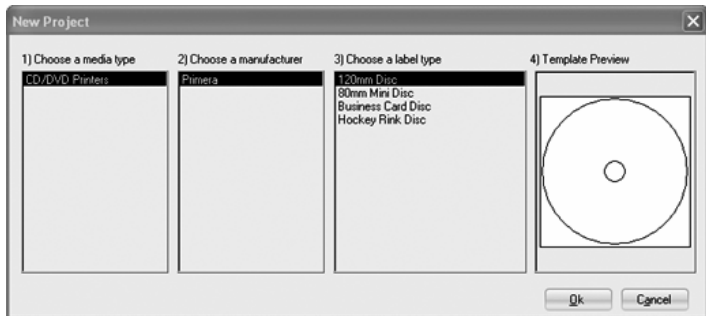 New Project
1) Choose a media type
2) Choose a manufacturer
3) Choose a label type
4) Template Preview
CD/DVD Printers
Primera
120mm Disc
80mm Mini Disc
Business Card Disc
Hockey Rink Disc
Ok
Cancel